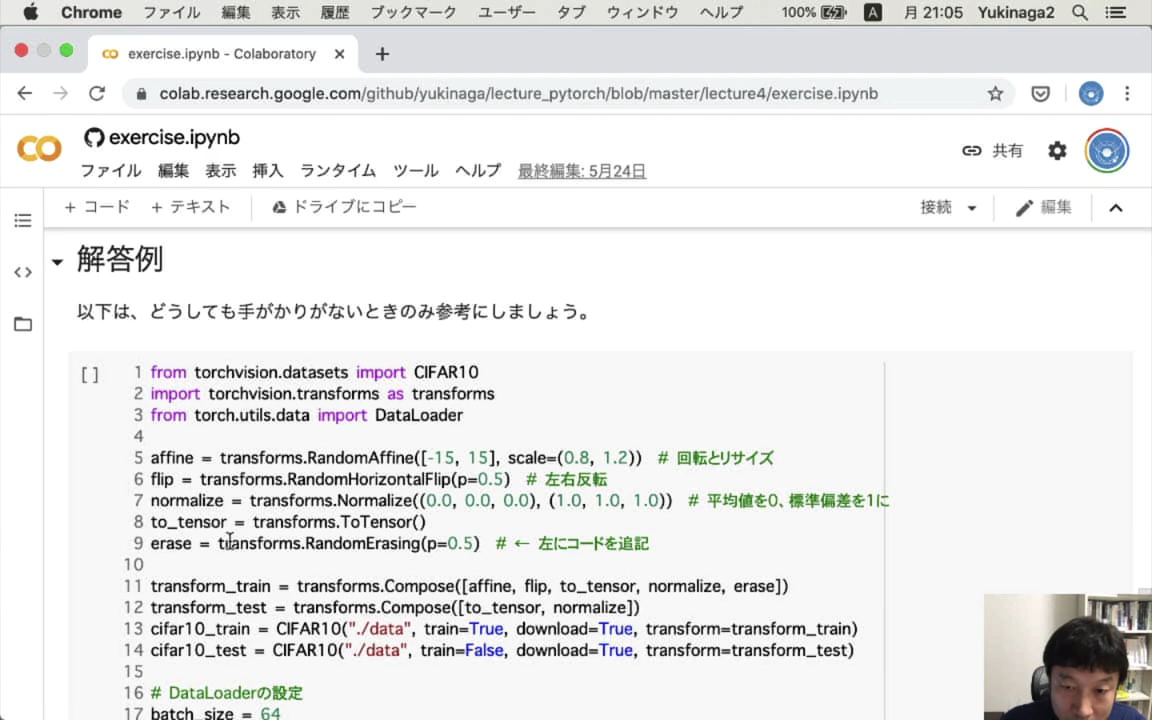 Chrome ファイル 編集 表示 履歴 ブックマーク ユーザー タブ ウィンドウ ヘルプ 100% A 月 21:05 Yukinaga2
exercise.ipynb - Colaboratory
colab.research.google.com/github/yukinaga/lecture_pytorch/blob/master/lecture4/exercise.ipynb
exercise.ipynb
共有
ファイル 編集 表示 挿入 ランタイム ツール ヘルプ 最終編集: 5月24日
+ コード + テキスト ドライブにコピー 接続 編集
解答例
以下は、どうしても手がかりがないときのみ参考にしましょう。
[ ] 1 from torchvision.datasets import CIFAR10
2 import torchvision.transforms as transforms
3 from torch.utils.data import DataLoader
4
5 affine = transforms.RandomAffine([-15, 15], scale=(0.8, 1.2)) # 回転とリサイズ
6 flip = transforms.RandomHorizontalFlip(p=0.5) # 左右反転
7 normalize = transforms.Normalize((0.0, 0.0, 0.0), (1.0, 1.0, 1.0)) # 平均値を0、標準偏差を1に
8 to_tensor = transforms.ToTensor()
9 erase = transforms.RandomErasing(p=0.5) # ← 左にコードを追記
10
11 transform_train = transforms.Compose([affine, flip, to_tensor, normalize, erase])
12 transform_test = transforms.Compose([to_tensor, normalize])
13 cifar10_train = CIFAR10("./data", train=True, download=True, transform=transform_train)
14 cifar10_test = CIFAR10("./data", train=False, download=True, transform=transform_test)
15
16 # DataLoaderの設定
17 batch_size = 64